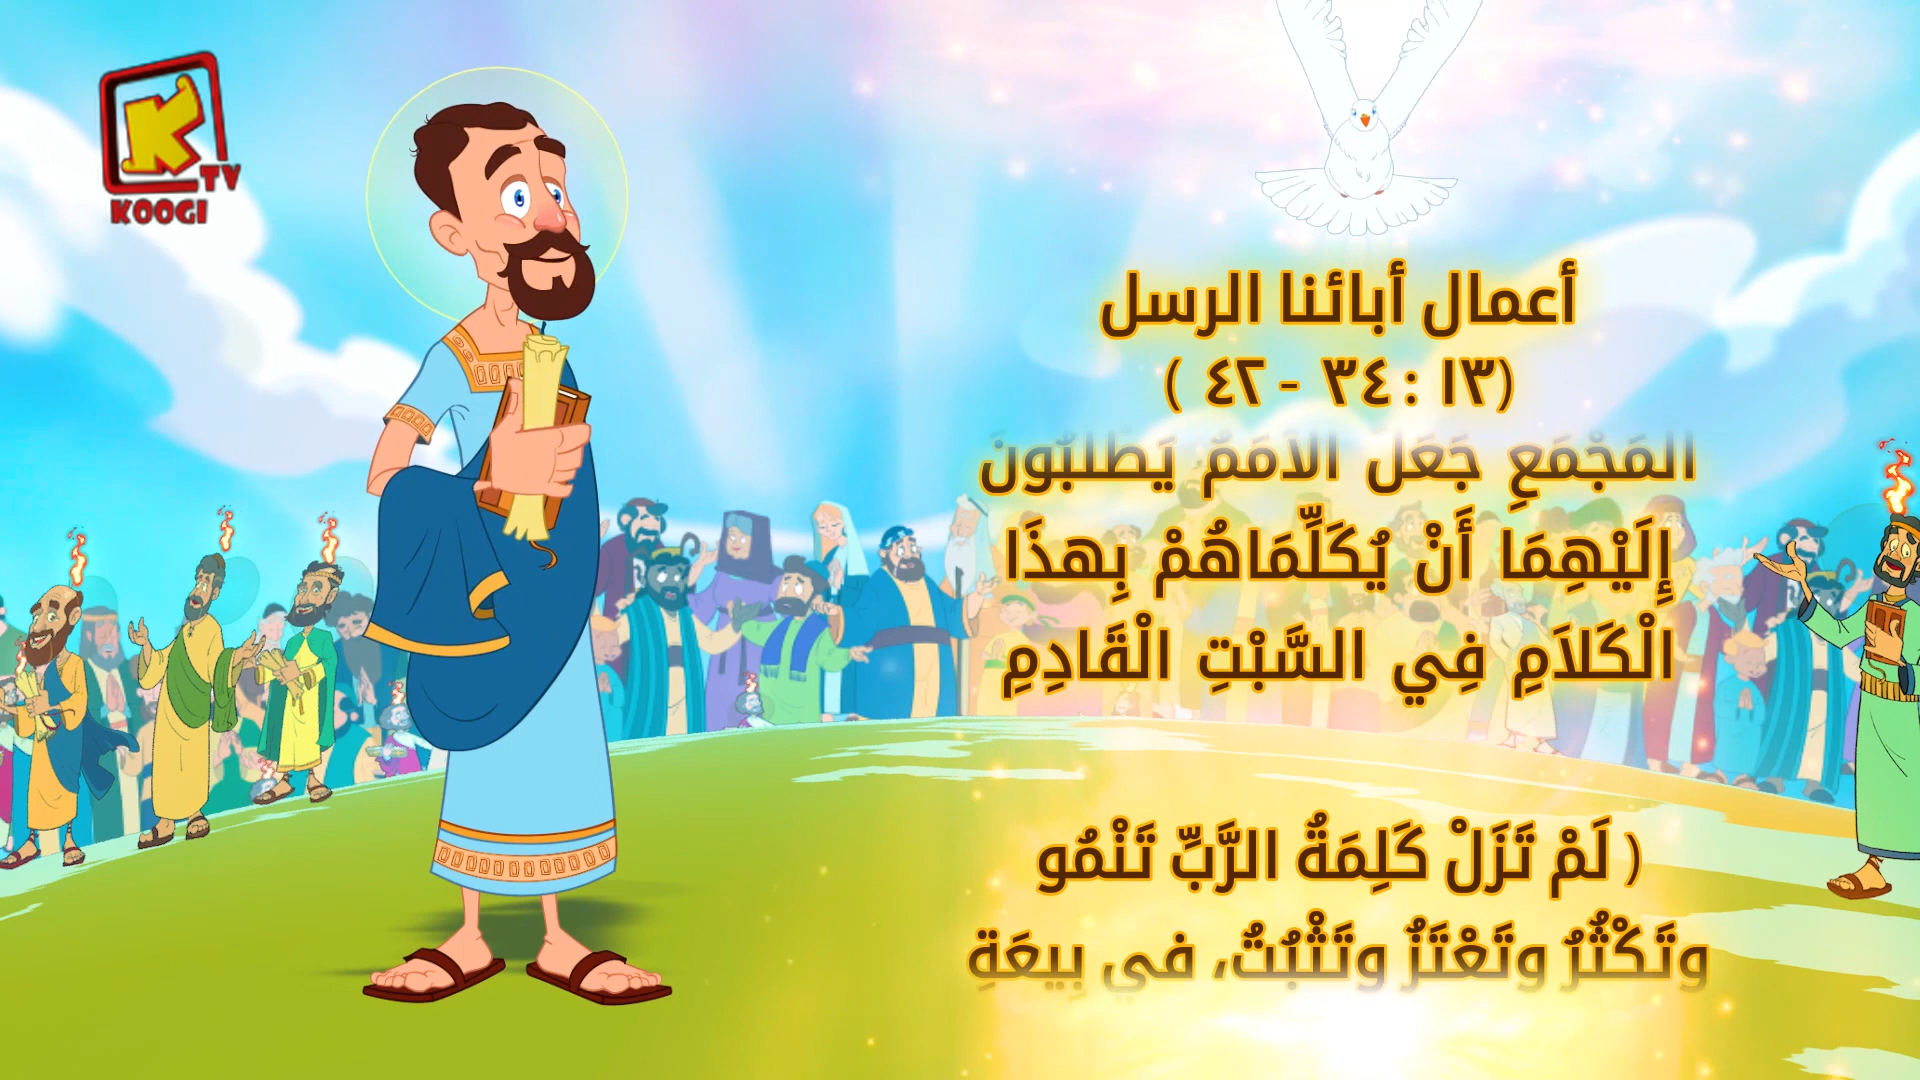 K
TV
KOOGI
أعمال أبائنا الرسل
(١٣ : ٣٤ - ٤٢ )
الْمَجْمَعِ جَعَلَ الأُمَمُ يَطْلُبُونَ
إِلَيْهِمَا أَنْ يُكَلِّمَاهُمْ بِهذَا
الْكَلاَمِ فِي السَّبْتِ الْقَادِمِ
( لَمْ تَزَلْ كَلِمَةُ الرَّبِّ تَنْمُو
وتَكْثُرُ وتَعْتَزُ وتَثْبُتُ، في بِيعَةِ